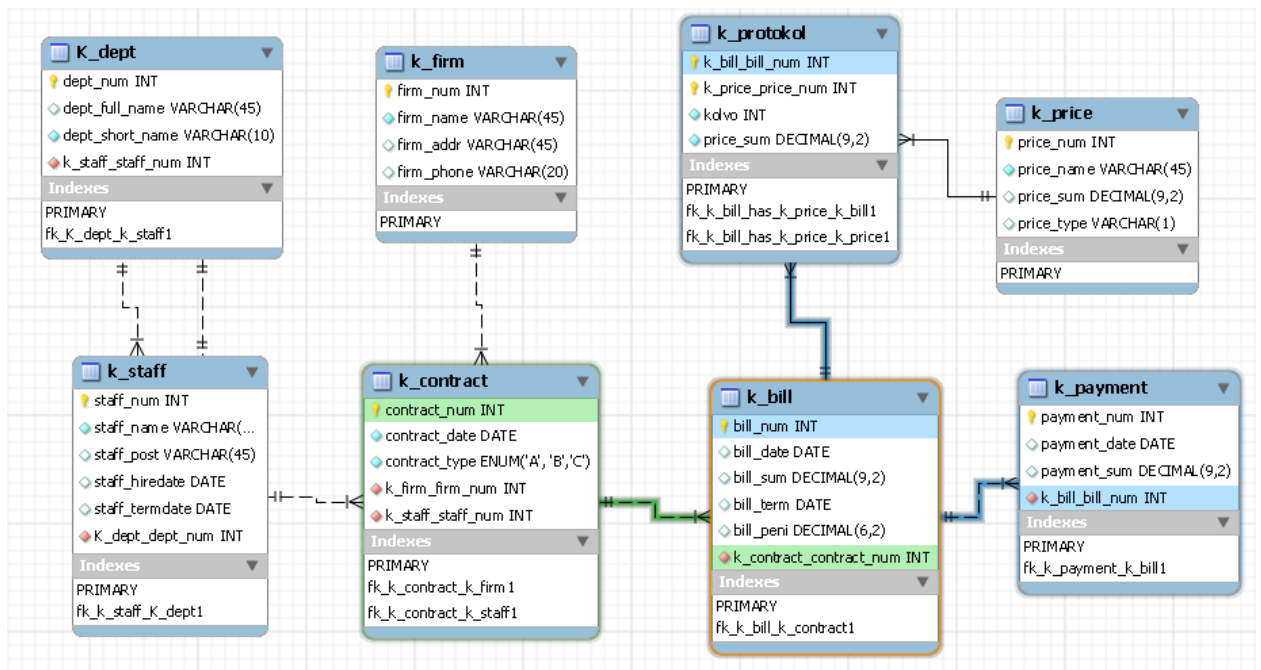 K_dept
dept_num INT
dept_full_name VARCHAR(45)
dept_short_name VARCHAR(10)
k_staff_staff_num INT
Indexes
PRIMARY
fk_K_dept_k_staff1
k_firm
firm_num INT
firm_name VARCHAR(45)
firm_addr VARCHAR(45)
firm_phone VARCHAR(20)
Indexes
PRIMARY
k_protokol
k_bill_bill_num INT
k_price_price_num INT
kolvo INT
price_sum DECIMAL(9,2)
Indexes
PRIMARY
fk_k_bill_has_k_price_k_bill1
fk_k_bill_has_k_price_k_price1
k_price
price_num INT
price_name VARCHAR(45)
price_sum DECIMAL(9,2)
price_type VARCHAR(1)
Indexes
PRIMARY
k_staff
staff_num INT
staff_name VARCHAR(...
staff_post VARCHAR(45)
staff_hiredate DATE
staff_termdate DATE
K_dept_dept_num INT
Indexes
PRIMARY
fk_k_staff_K_dept1
k_contract
contract_num INT
contract_date DATE
contract_type ENUM('A', 'B','C')
k_firm_firm_num INT
k_staff_staff_num INT
Indexes
PRIMARY
fk_k_contract_k_firm1
fk_k_contract_k_staff1
k_bill
bill_num INT
bill_date DATE
bill_sum DECIMAL(9,2)
bill_term DATE
bill_peni DECIMAL(6,2)
k_contract_contract_num INT
Indexes
PRIMARY
fk_k_bill_k_contract1
k_payment
payment_num INT
payment_date DATE
payment_sum DECIMAL(9,2)
k_bill_bill_num INT
Indexes
PRIMARY
fk_k_payment_k_bill1